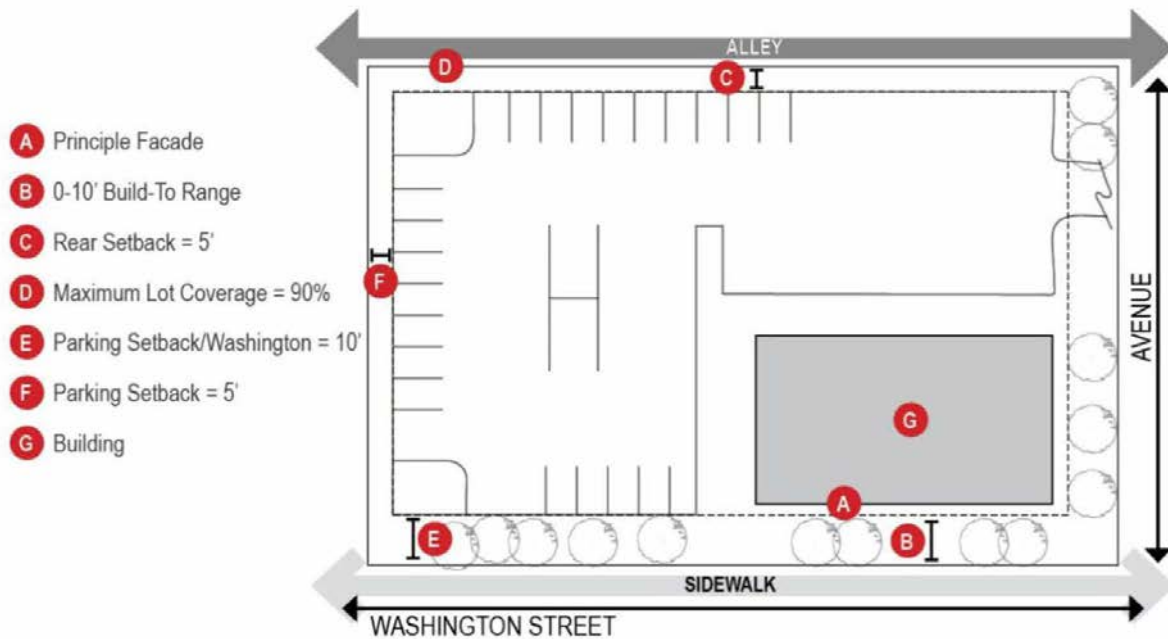 ALLEY
D
C
A Principle Facade
B 0-10' Build-To Range
C Rear Setback = 5'
D Maximum Lot Coverage = 90%
E Parking Setback/Washington = 10'
F Parking Setback = 5'
G Building
F
AVENUE
G
A
E
B
SIDEWALK
WASHINGTON STREET